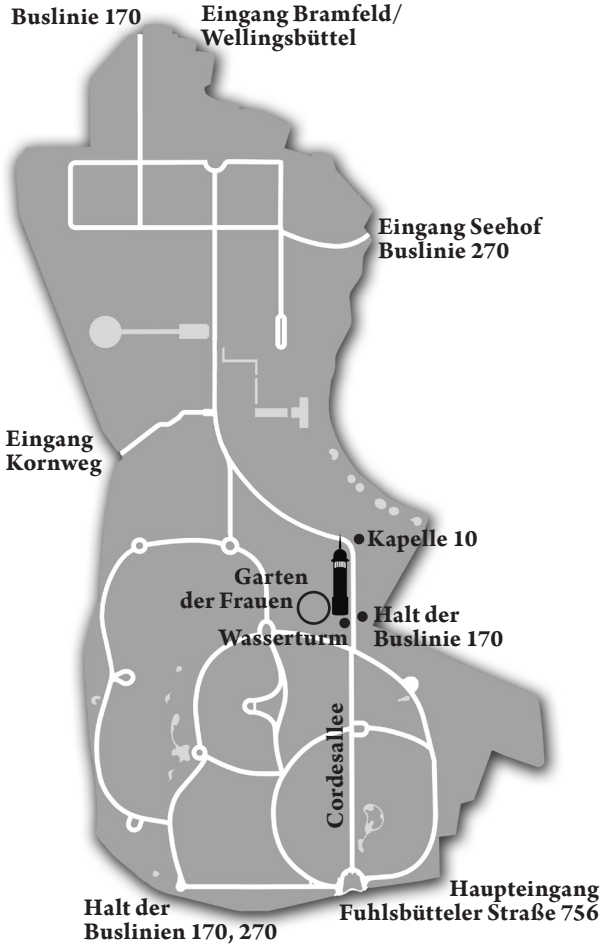 Buslinie 170
Eingang Bramfeld/
Wellingsbüttel
Eingang Seehof
Buslinie 270
Eingang
Kornweg
Kapelle 10
Garten
der Frauen
Halt der
Buslinie 170
Wasserturm
Cordesallee
Haupteingang
Fuhlsbütteler Straße 756
Halt der
Buslinien 170, 270